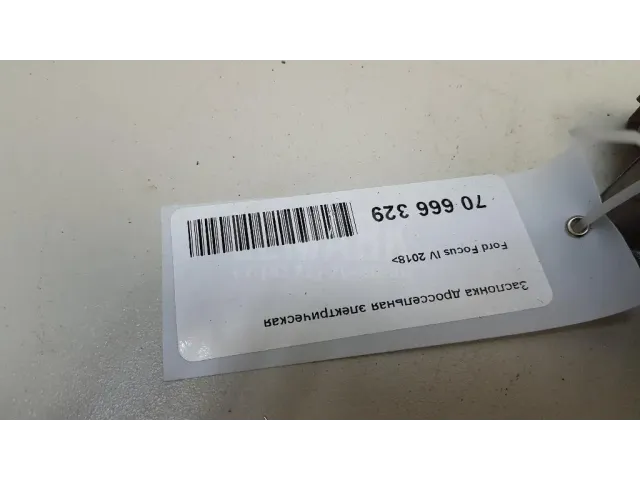 Заслонка дроссельная электрическая
Ford Focus IV 2018>
70 666 329